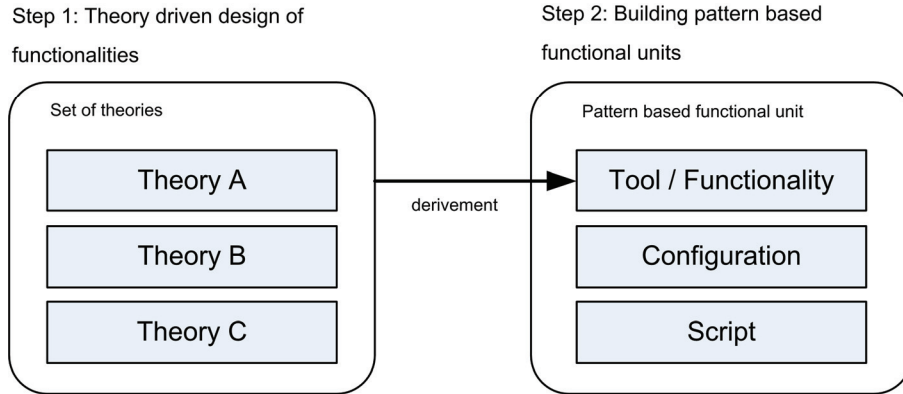 Step 1: Theory driven design of
functionalities
Set of theories
Theory A
Theory B
Theory C
derivement
Step 2: Building pattern based
functional units
Pattern based functional unit
Tool / Functionality
Configuration
Script